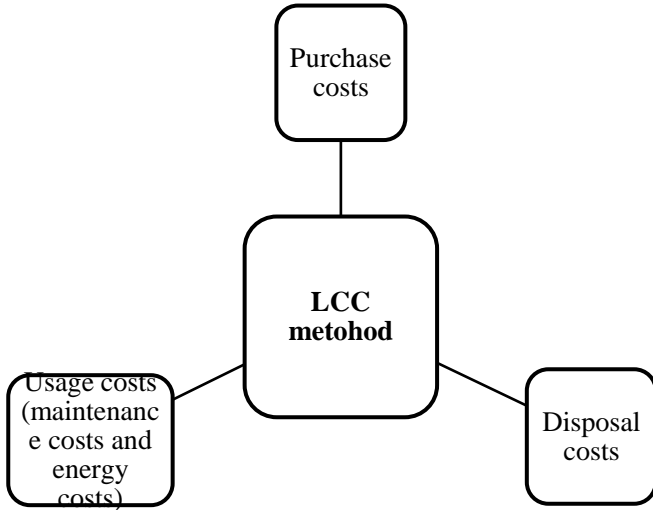 Purchase
costs
LCC
metohod
Usage costs
(maintenanc
e costs and
energy
costs)
Disposal
costs